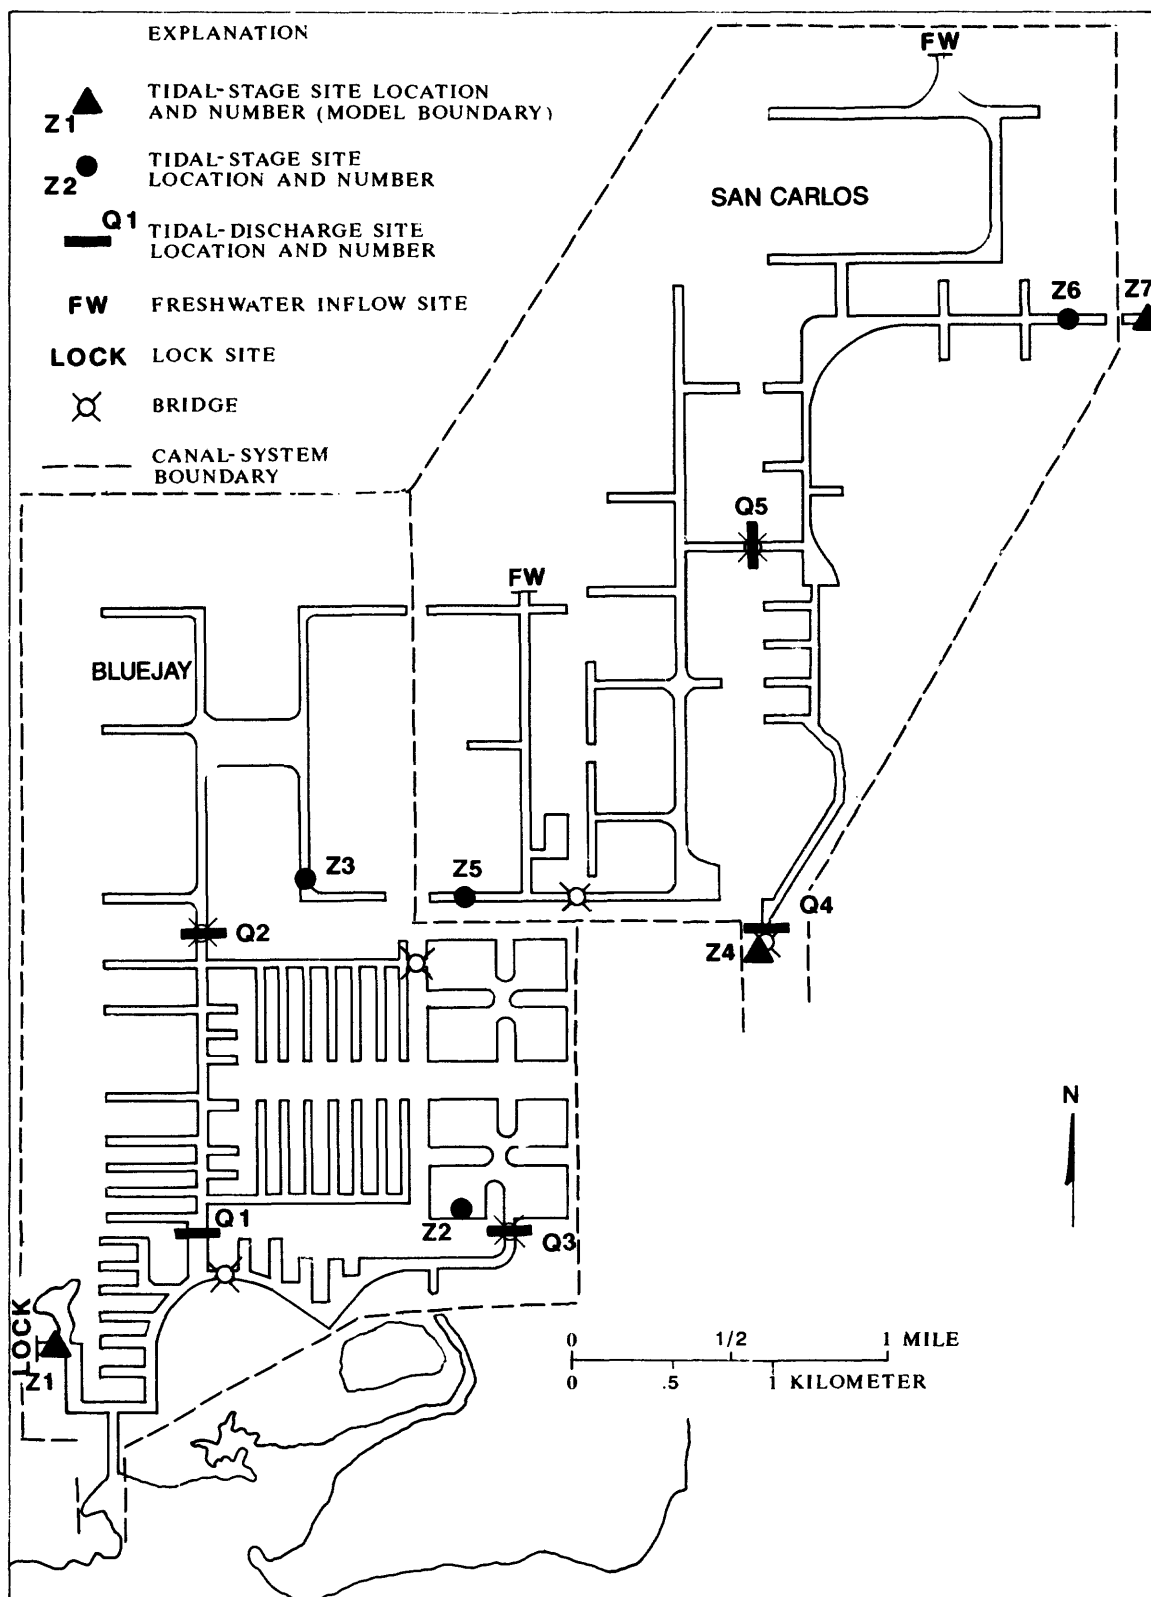 EXPLANATION
Z1
TIDAL-STAGE SITE LOCATION
AND NUMBER (MODEL BOUNDARY)
Z2
TIDAL-STAGE SITE
LOCATION AND NUMBER
Q1
TIDAL-DISCHARGE SITE
LOCATION AND NUMBER
FW
FRESHWATER INFLOW SITE
LOCK
LOCK SITE
BRIDGE
CANAL-SYSTEM
BOUNDARY
FW
SAN CARLOS
Z6
Z7
Q5
FW
BLUEJAY
Z3
Z5
Q4
Q2
Z4
N
Q1
Z2
Q3
LOCK
Z1
0
1/2
1 MILE
0
.5
1 KILOMETER